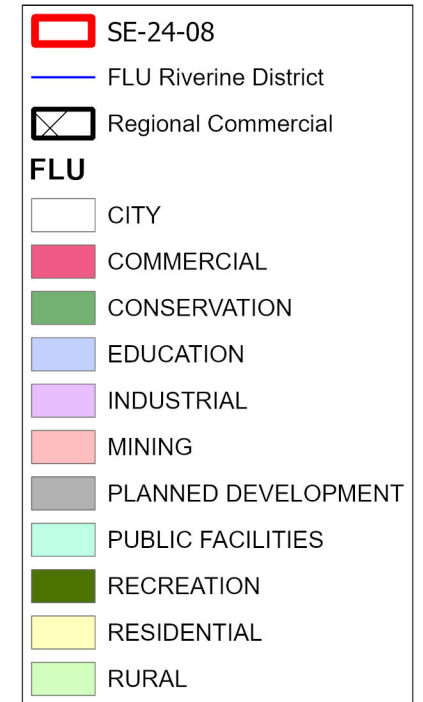 SE-24-08
FLU Riverine District
Regional Commercial
FLU
CITY
COMMERCIAL
CONSERVATION
EDUCATION
INDUSTRIAL
MINING
PLANNED DEVELOPMENT
PUBLIC FACILITIES
RECREATION
RESIDENTIAL
RURAL